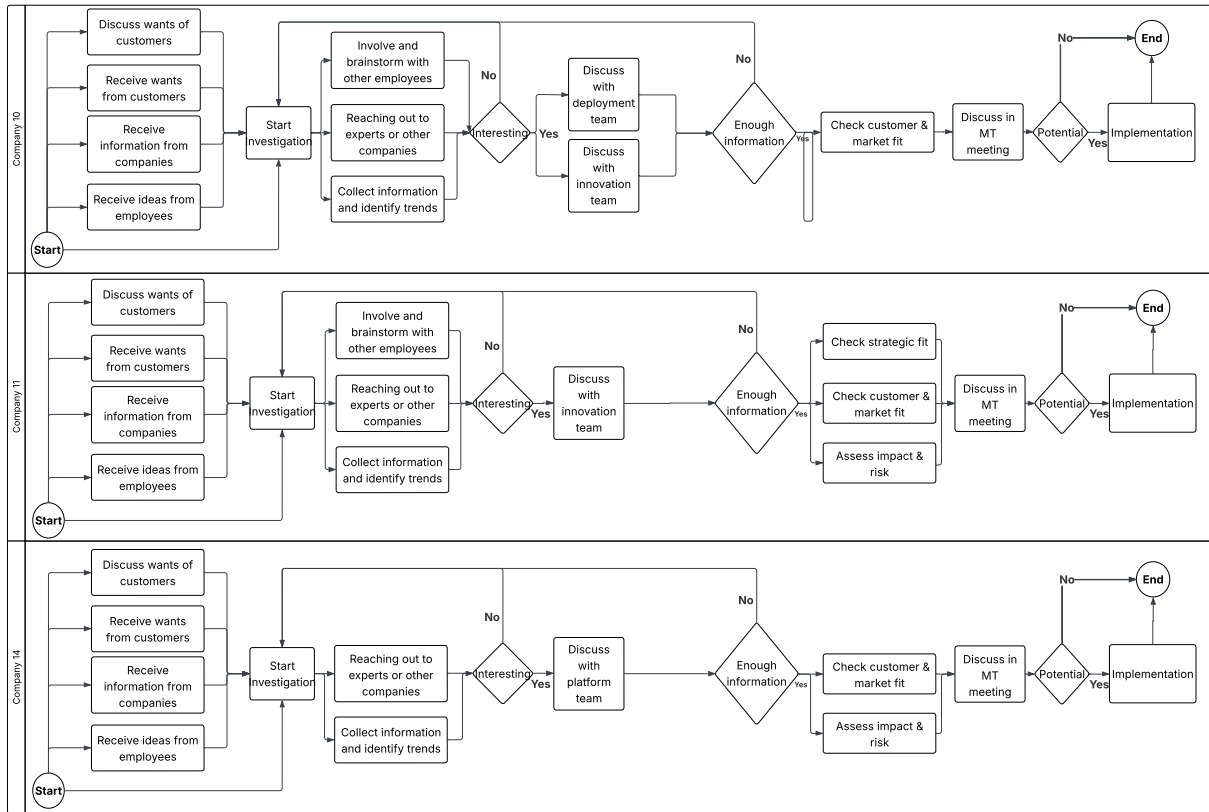 Company 10
Discuss wants of
customers
Receive wants
from customers
Receive
information from
companies
Receive ideas from
employees
Start
Start
Investigation
Involve and
brainstorm with
other employees
Reaching out to
experts or other
companies
Collect information
and identify trends
No
Interesting
Yes
Discuss
with
deployment
team
Discuss
with
innovation
team
No
Enough
information
Yes
Check customer &
market fit
Discuss in
MT
meeting
No
Potential
Yes
End
Implementation
Company 11
Discuss wants of
customers
Receive wants
from customers
Receive
information from
companies
Receive ideas from
employees
Start
Start
Investigation
Involve and
brainstorm with
other employees
Reaching out to
experts or other
companies
Collect information
and identify trends
No
Interesting
Yes
Discuss
with
innovation
team
No
Enough
information
Yes
Check strategic fit
Check customer &
market fit
Assess impact &
risk
Discuss in
MT
meeting
No
Potential
Yes
End
Implementation
Company 14
Discuss wants of
customers
Receive wants
from customers
Receive
information from
companies
Receive ideas from
employees
Start
Start
Investigation
Reaching out to
experts or other
companies
Collect information
and identify trends
No
Interesting
Yes
Discuss
with
platform
team
No
Enough
information
Yes
Check customer &
market fit
Assess impact &
risk
Discuss in
MT
meeting
No
Potential
Yes
End
Implementation